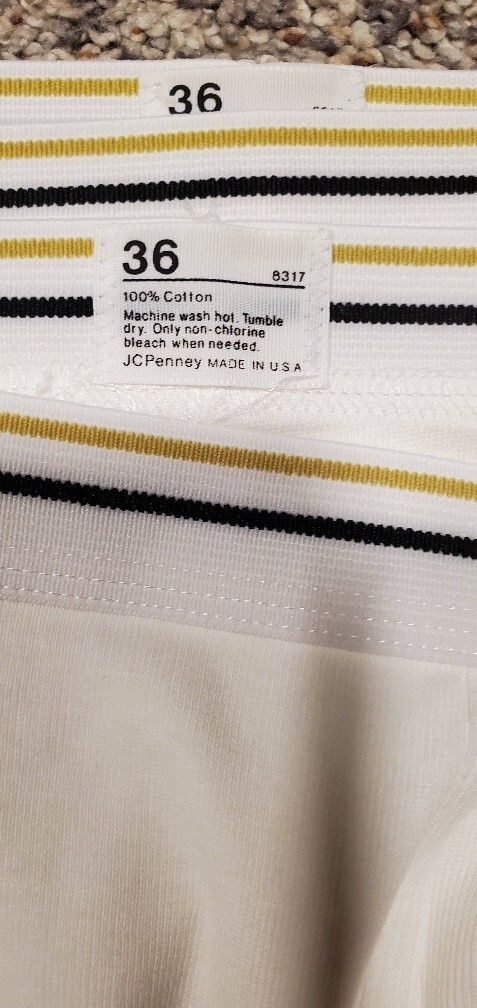 36
36
8317
100% Cotton
Machine wash hot. Tumble
dry. Only non-chlorine
bleach when needed.
JCPenney MADE IN U S A